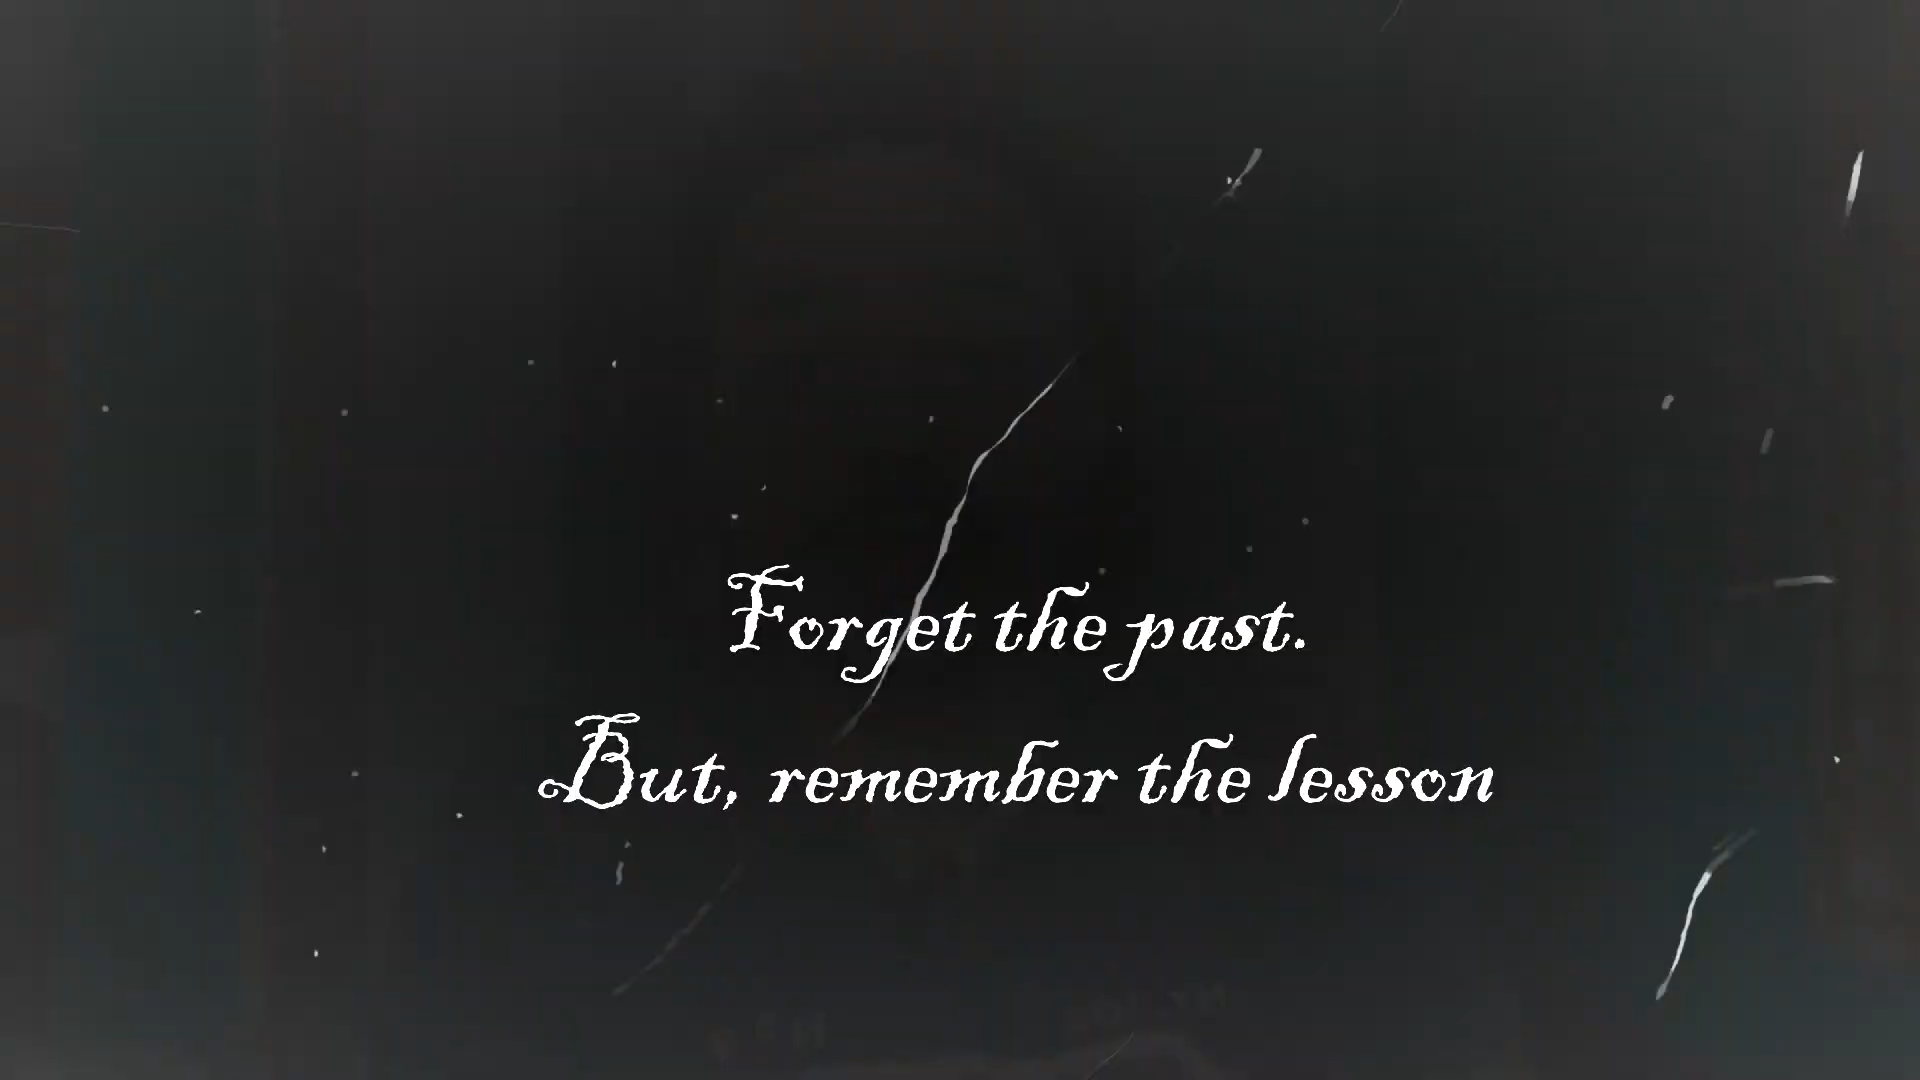 Forget the past.
But, remember the lesson